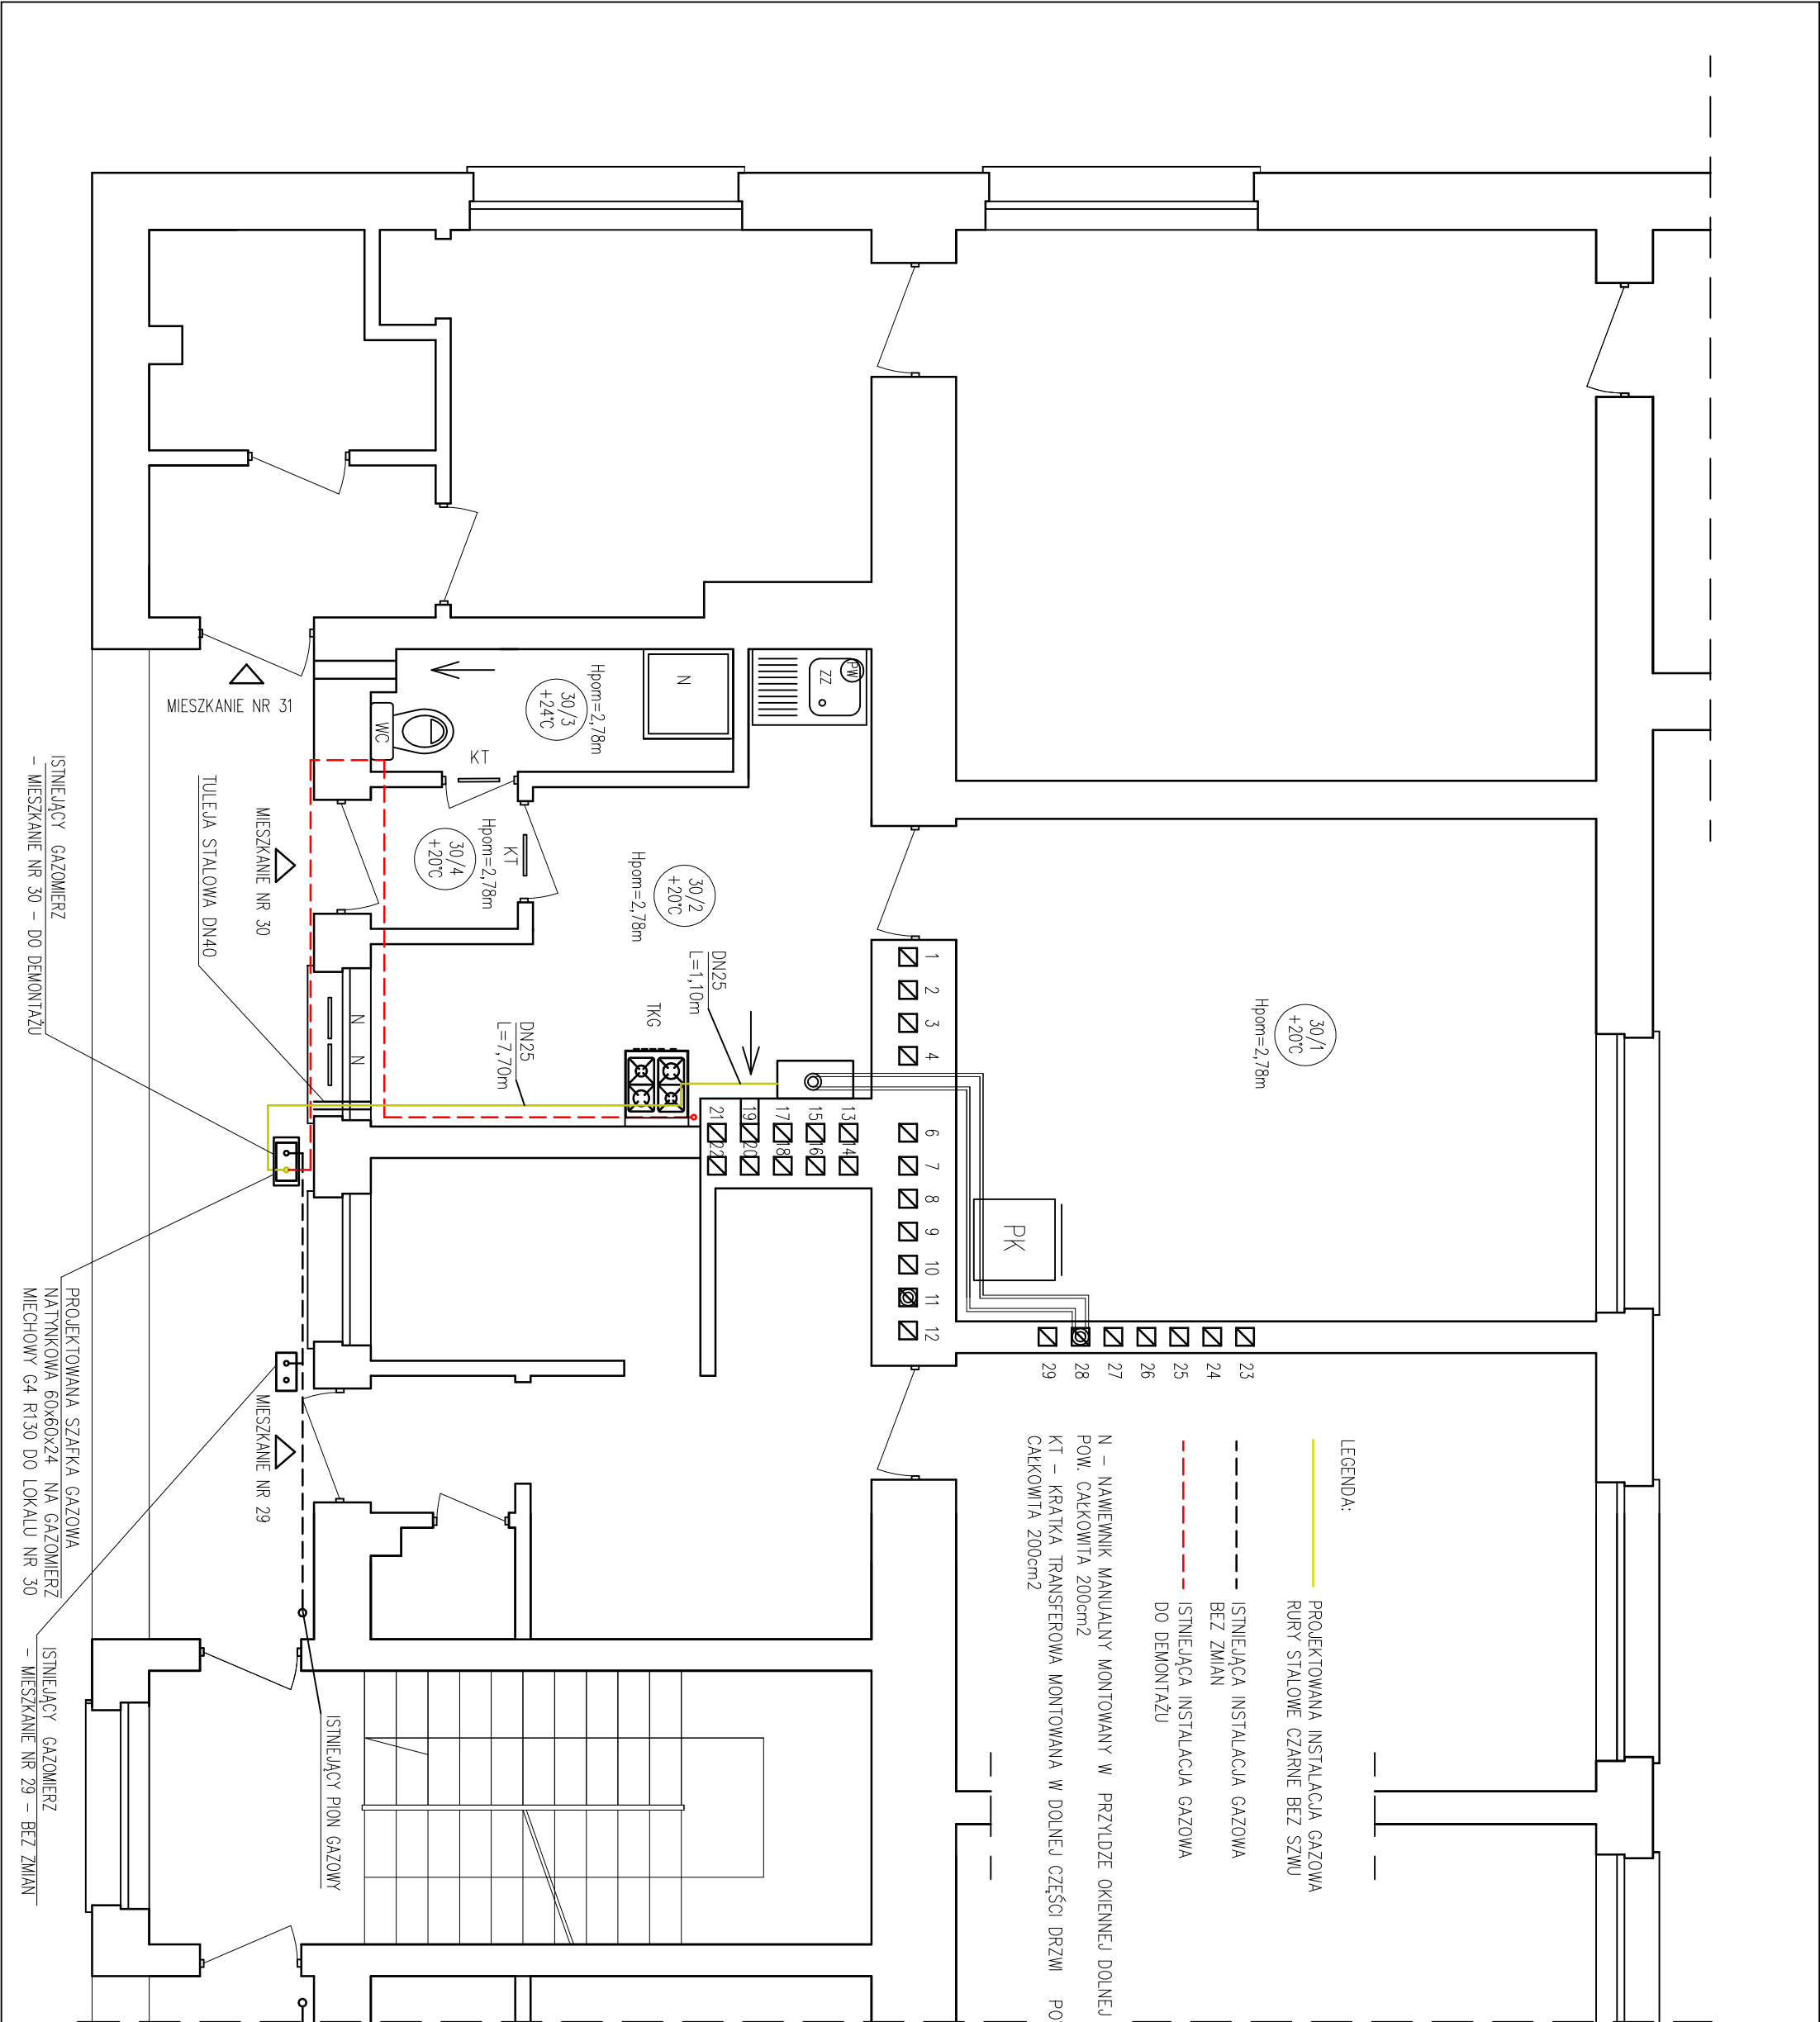 LEGENDA:
PROJEKTOWANA INSTALACJA GAZOWA
RURY STALOWE CZARNE BEZ SZWU
ISTNIEJĄCA INSTALACJA GAZOWA
BEZ ZMIAN
ISTNIEJĄCA INSTALACJA GAZOWA
DO DEMONTAŻU
N – NAWIEWNIK MANUALNY MONTOWANY W PRZYLDZE OKIENNEJ DOLNEJ
POW. CAŁKOWITA 200cm2
KT – KRATKA TRANSFEROWA MONTOWANA W DOLNEJ CZĘŚCI DRZWI
CAŁKOWITA 200cm2
30/1
+20°C
Hpom=2,78m
23
24
25
26
27
28
29
PK
1
2
3
4
6
7
8
9
10
11
12
13
14
15
16
17
18
19
20
21
22
PW
ZZ
N
30/2
+20°C
Hpom=2,78m
DN25
L=1,10m
TKG
DN25
L=7,70m
Hpom=2,78m
30/3
+24°C
WC
KT
KT
Hpom=2,78m
30/4
+20°C
N
N
MIESZKANIE NR 31
MIESZKANIE NR 30
TULEJA STALOWA DN40
MIESZKANIE NR 29
ISTNIEJĄCY PION GAZOWY
ISTNIEJĄCY GAZOMIERZ
– MIESZKANIE NR 30 – DO DEMONTAŻU
PROJEKTOWANA SZAFKA GAZOWA
NATYNKOWA 60x60x24 NA GAZOMIERZ
MIECHOWY G4 R130 DO LOKALU NR 30
ISTNIEJĄCY GAZOMIERZ
– MIESZKANIE NR 29 – BEZ ZMIAN